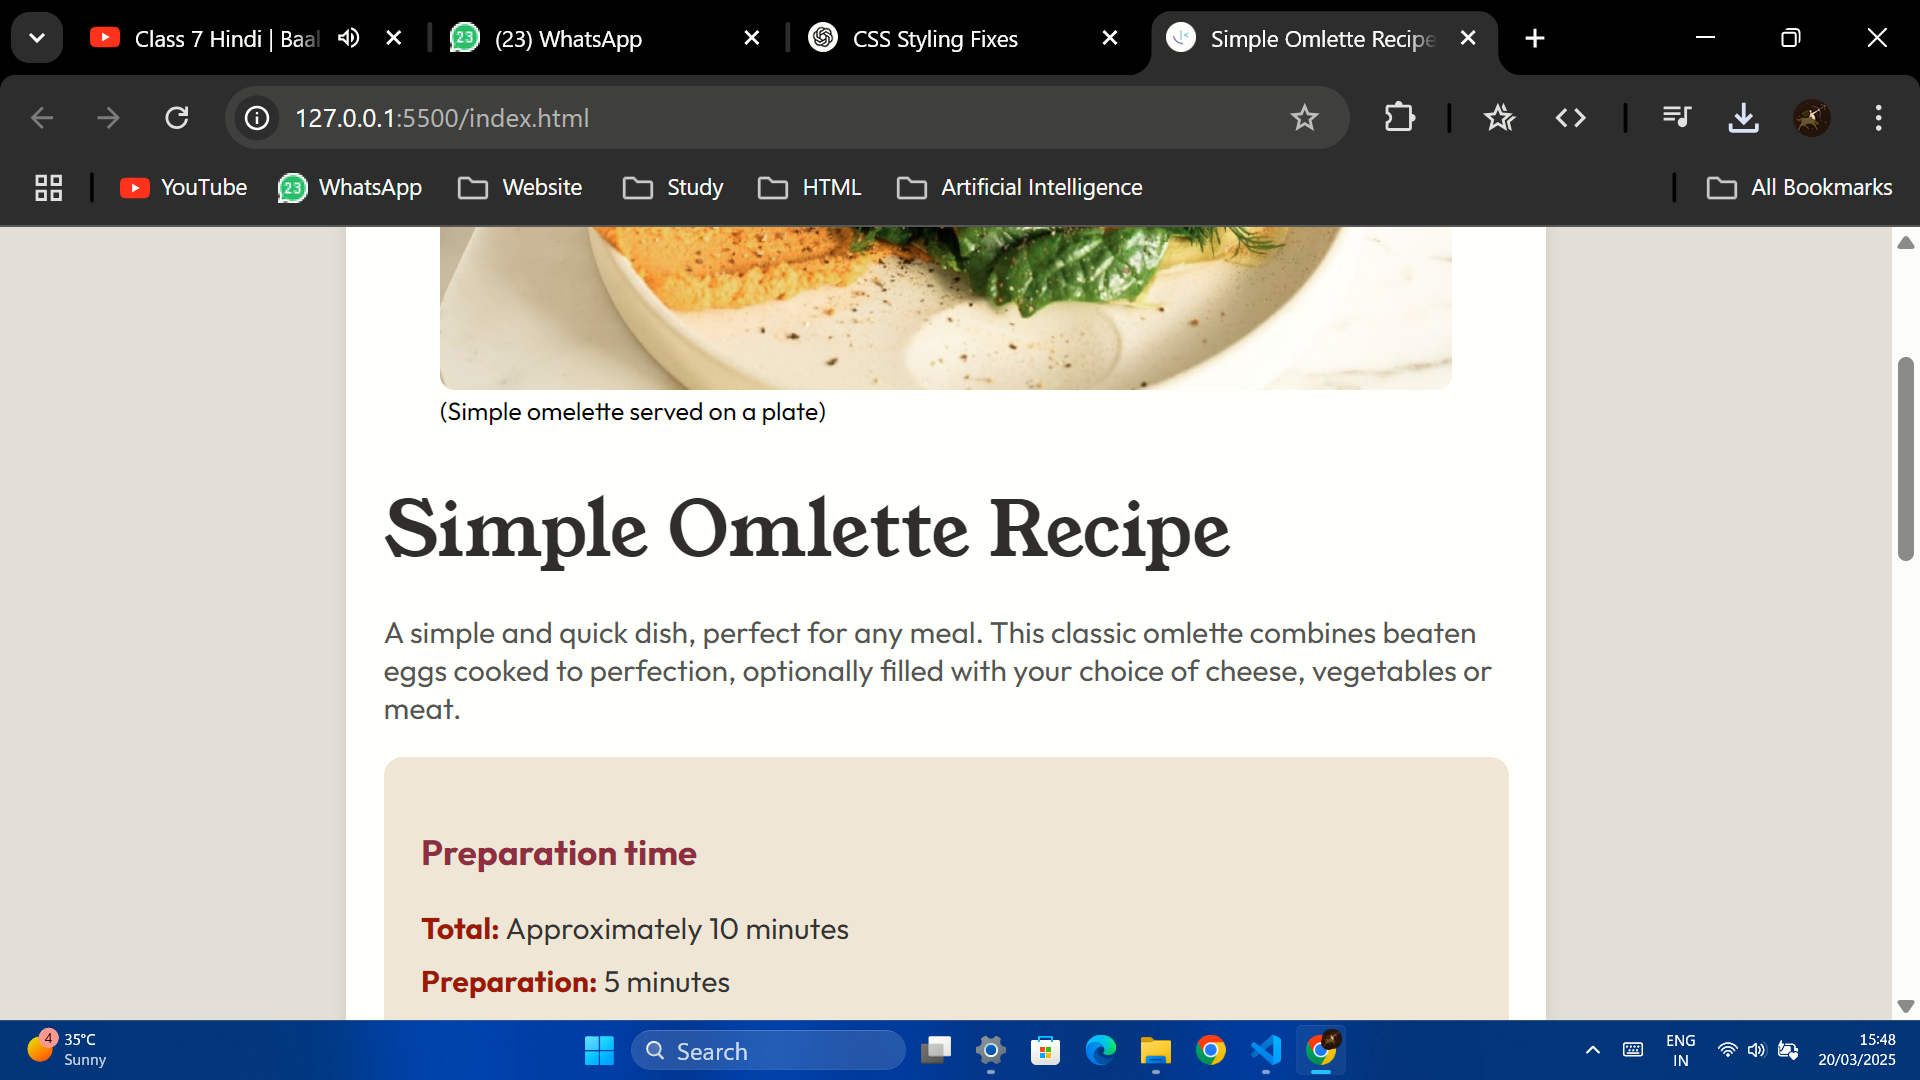 Class 7 Hindi | Baal
23 (23) WhatsApp
CSS Styling Fixes
Simple Omlette Recipe
127.0.0.1:5500/index.html
YouTube
23 WhatsApp
Website
Study
HTML
Artificial Intelligence
All Bookmarks
(Simple omelette served on a plate)
Simple Omlette Recipe
A simple and quick dish, perfect for any meal. This classic omlette combines beaten
eggs cooked to perfection, optionally filled with your choice of cheese, vegetables or
meat.
Preparation time
Total: Approximately 10 minutes
Preparation: 5 minutes
4
35°C
Sunny
Search
ENG
IN
15:48
20/03/2025